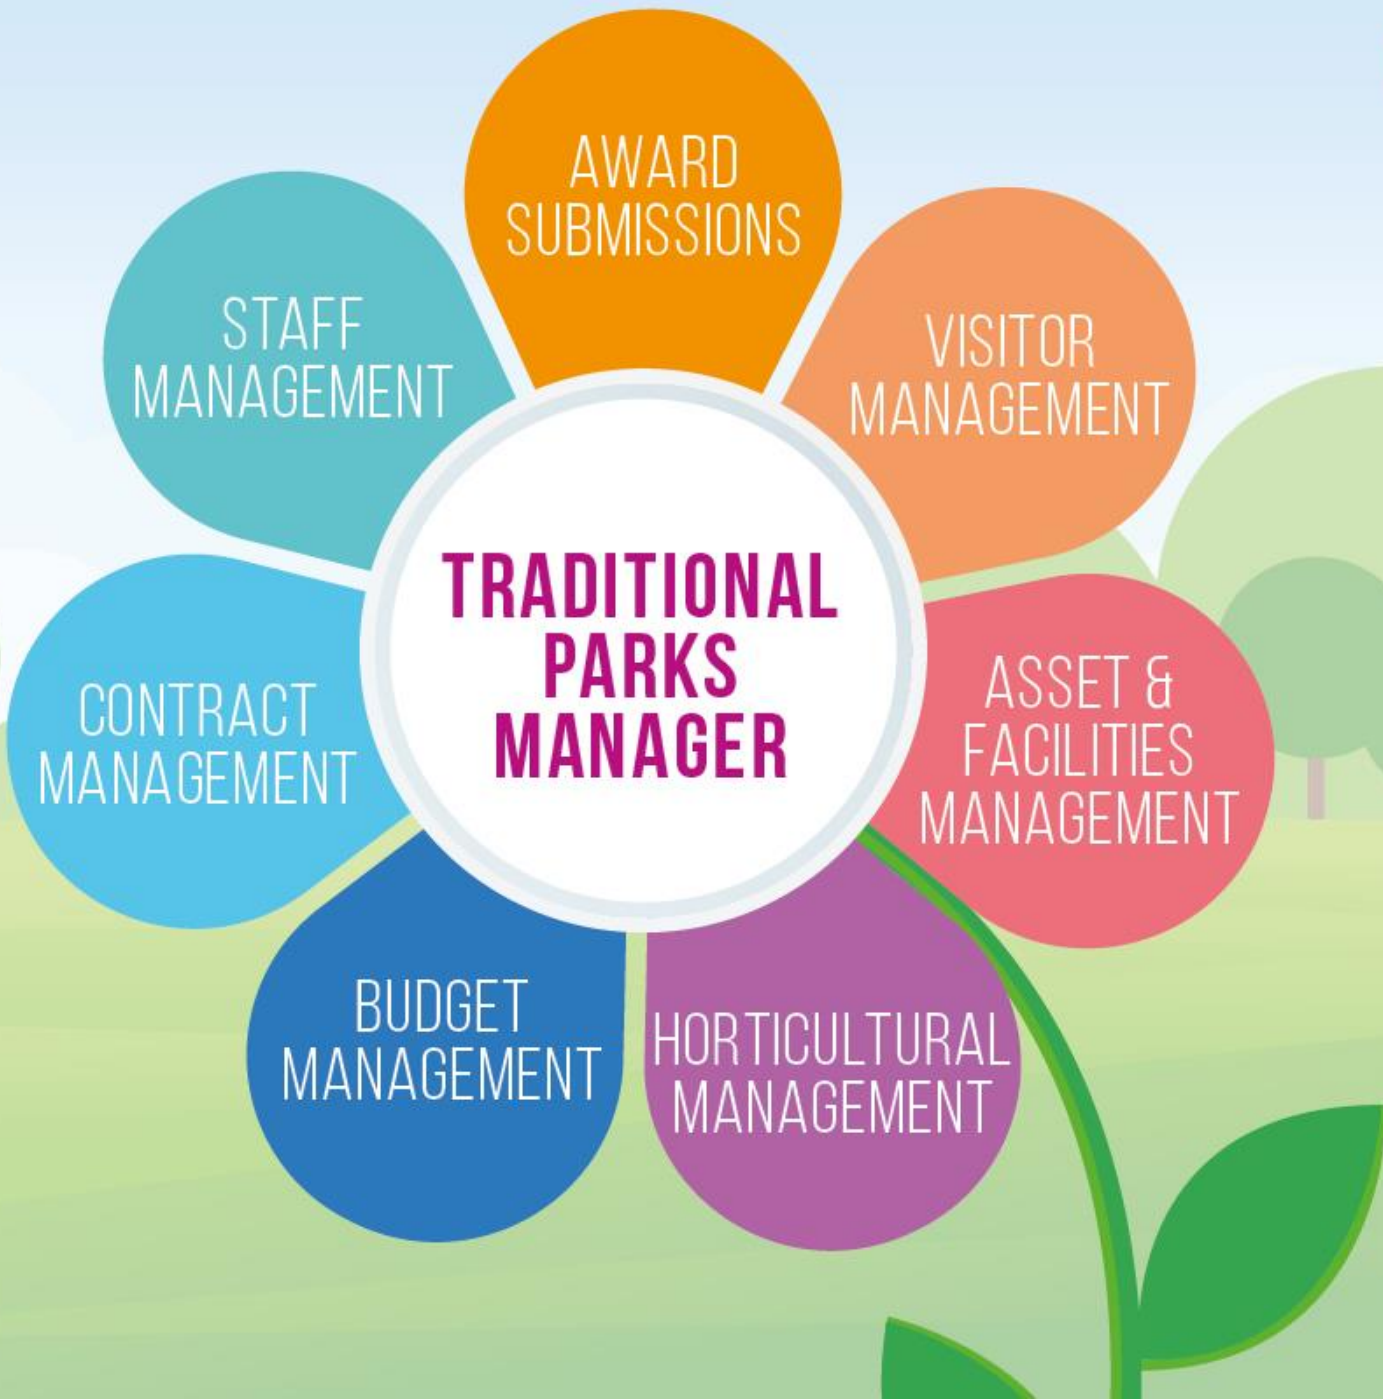 AWARD
SUBMISSIONS
VISITOR
MANAGEMENT
ASSET &
FACILITIES
MANAGEMENT
HORTICULTURAL
MANAGEMENT
BUDGET
MANAGEMENT
CONTRACT
MANAGEMENT
STAFF
MANAGEMENT
TRADITIONAL
PARKS
MANAGER